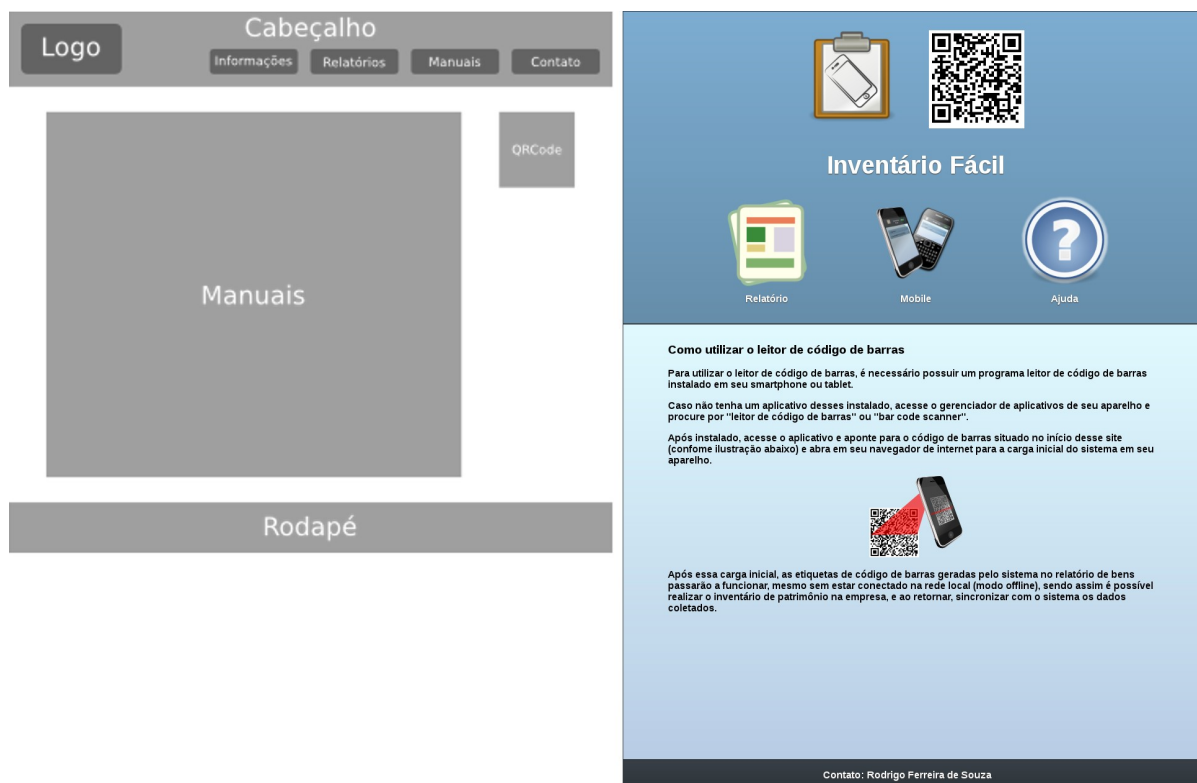 Cabeçalho
Logo
Informações
Relatórios
Manuais
Contato
QRCode
Manuais
Rodapé
Inventário Fácil
Relatório
Mobile
Ajuda
Como utilizar o leitor de código de barras
Para utilizar o leitor de código de barras, é necessário possuir um programa leitor de código de barras
instalado em seu smartphone ou tablet.
Caso não tenha um aplicativo desses instalado, acesse o gerenciador de aplicativos de seu aparelho e
procure por "leitor de código de barras" ou "bar code scanner".
Após instalado, acesse o aplicativo e aponte para o código de barras situado no início desse site
(confome ilustração abaixo) e abra em seu navegador de internet para a carga inicial do sistema em seu
aparelho.
Após essa carga inicial, as etiquetas de código de barras geradas pelo sistema no relatório de bens
passarão a funcionar, mesmo sem estar conectado na rede local (modo offline), sendo assim é possível
realizar o inventário de patrimônio na empresa, e ao retornar, sincronizar com o sistema os dados
coletados.
Contato: Rodrigo Ferreira de Souza